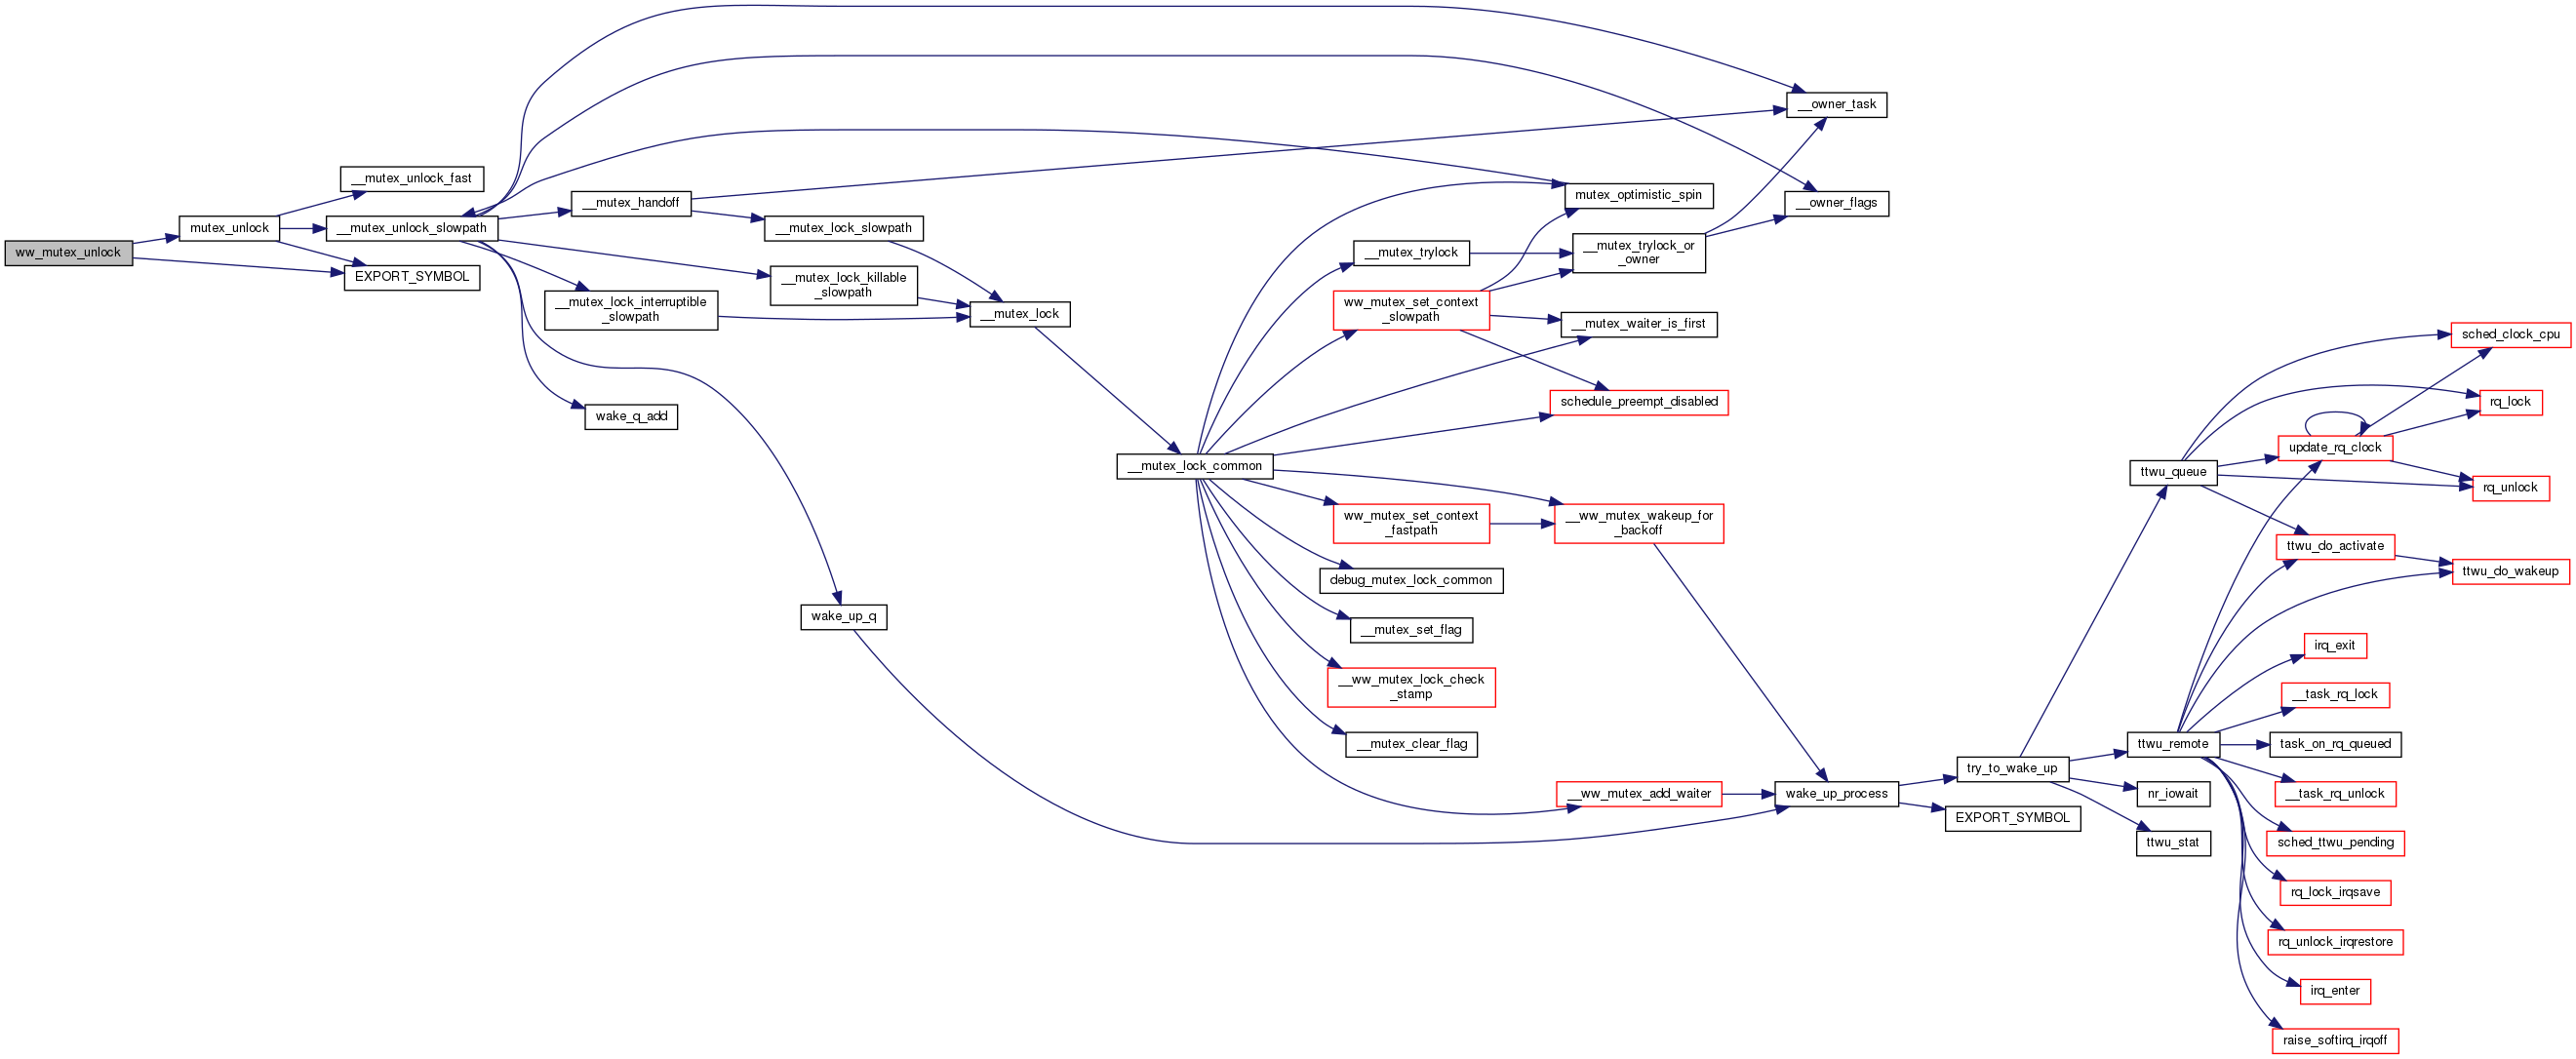 ww_mutex_unlock
mutex_unlock
__mutex_unlock_fast
__mutex_unlock_slowpath
EXPORT_SYMBOL
__mutex_handoff
__mutex_lock_slowpath
__mutex_lock_killable
_slowpath
__mutex_lock_interruptible
_slowpath
__mutex_lock
wake_q_add
wake_up_q
__mutex_lock_common
__owner_task
__owner_flags
mutex_optimistic_spin
__mutex_trylock
__mutex_trylock_or
_owner
ww_mutex_set_context
_slowpath
__mutex_waiter_is_first
schedule_preempt_disabled
ww_mutex_set_context
_fastpath
__ww_mutex_wakeup_for
_backoff
debug_mutex_lock_common
__mutex_set_flag
__ww_mutex_lock_check
_stamp
__mutex_clear_flag
__ww_mutex_add_waiter
wake_up_process
try_to_wake_up
EXPORT_SYMBOL
ttwu_queue
ttwu_remote
nr_iowait
ttwu_stat
sched_clock_cpu
rq_lock
update_rq_clock
rq_unlock
ttwu_do_activate
ttwu_do_wakeup
irq_exit
__task_rq_lock
task_on_rq_queued
__task_rq_unlock
sched_ttwu_pending
rq_lock_irqsave
rq_unlock_irqrestore
irq_enter
raise_softirq_irqoff